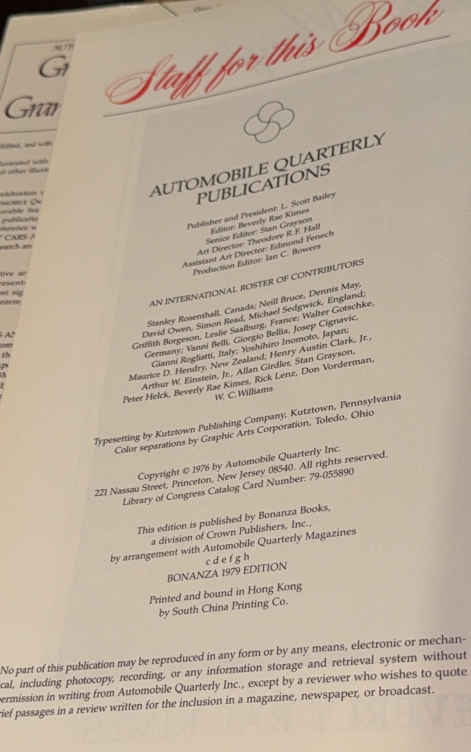 Staff for this Book
AUTOMOBILE QUARTERLY
PUBLICATIONS
Publisher and President: L. Scott Bailey
Editor: Beverly Rae Kimes
Senior Editor: Stan Grayson
Art Director: Theodore R.F. Hall
Assistant Art Director: Edmond Fenech
Production Editor: Ian C. Bowers
AN INTERNATIONAL ROSTER OF CONTRIBUTORS
Stanley Rosenthall, Canada; Neill Bruce, Dennis May,
David Owen, Simon Read, Michael Sedgwick, England;
Griffith Borgeson, Leslie Saalburg, France; Walter Gotschke,
Germany; Vanni Belli, Giorgio Bellia, Josep Cignavic,
Gianni Rogliatti, Italy; Yoshihiro Inomoto, Japan;
Maurice D. Hendry, New Zealand; Henry Austin Clark, Jr.,
Arthur W. Einstein, Jr., Allan Girdler, Stan Grayson,
Peter Helck, Beverly Rae Kimes, Rick Lenz, Don Vorderman,
W. C. Williams
Typesetting by Kutztown Publishing Company, Kutztown, Pennsylvania
Color separations by Graphic Arts Corporation, Toledo, Ohio
Copyright © 1976 by Automobile Quarterly Inc.
221 Nassau Street, Princeton, New Jersey 08540. All rights reserved.
Library of Congress Catalog Card Number: 79-055890
This edition is published by Bonanza Books,
a division of Crown Publishers, Inc.,
by arrangement with Automobile Quarterly Magazines
c d e f g h
BONANZA 1979 EDITION
Printed and bound in Hong Kong
by South China Printing Co.
No part of this publication may be reproduced in any form or by any means, electronic or mechan-
cal, including photocopy, recording, or any information storage and retrieval system without
ermission in writing from Automobile Quarterly Inc., except by a reviewer who wishes to quote
rief passages in a review written for the inclusion in a magazine, newspaper, or broadcast.